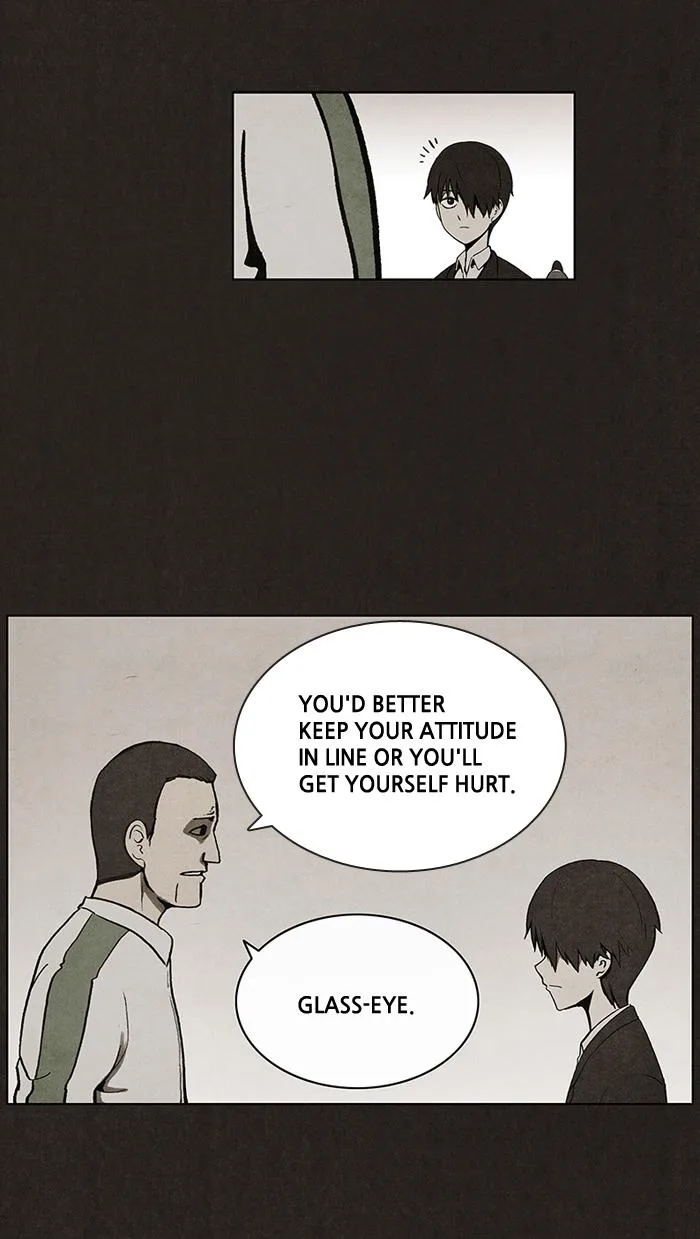 YOU'D BETTER
KEEP YOUR ATTITUDE
IN LINE OR YOU'LL
GET YOURSELF HURT.
GLASS-EYE.